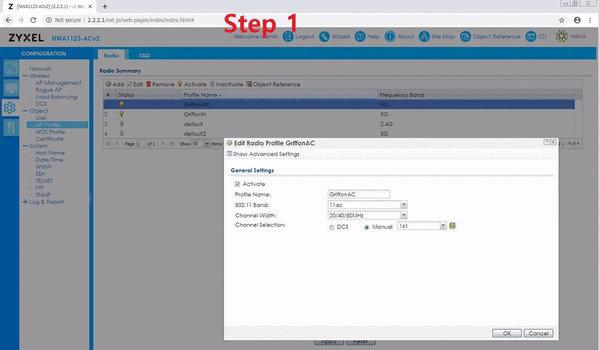 NWA1123-ACv2 (2.2.2.1)
Not secure | 2.2.2.1/ext-js/web-pages/index/index.html#
Step 1
ZYXEL NWA1123-ACv2
Welcome admin Logout Wizard Help About Site Map Object Reference CLI
CONFIGURATION
Network
Wireless
AP Management
Rogue AP
Load Balancing
DCS
Object
User
AP Profile
WDS Profile
Certificate
System
Host Name
Date/Time
WWW
SSH
TELNET
FTP
SNMP
Log & Report
Radio SSID
Radio Summary
Add Edit Remove Activate Inactivate Object Reference
# Status Profile Name Frequency Band
GriffonAC 5G
2 GriffonN 5G
3 default 2.4G
4 default2 5G
Page 1 of 1 Show 50 items
Edit Radio Profile GriffonAC
Show Advanced Settings
General Settings
Activate
Profile Name: GriffonAC
802.11 Band: 11ac
Channel Width: 20/40/80MHz
Channel Selection: DCS Manual 161
OK Cancel
Apply Reset